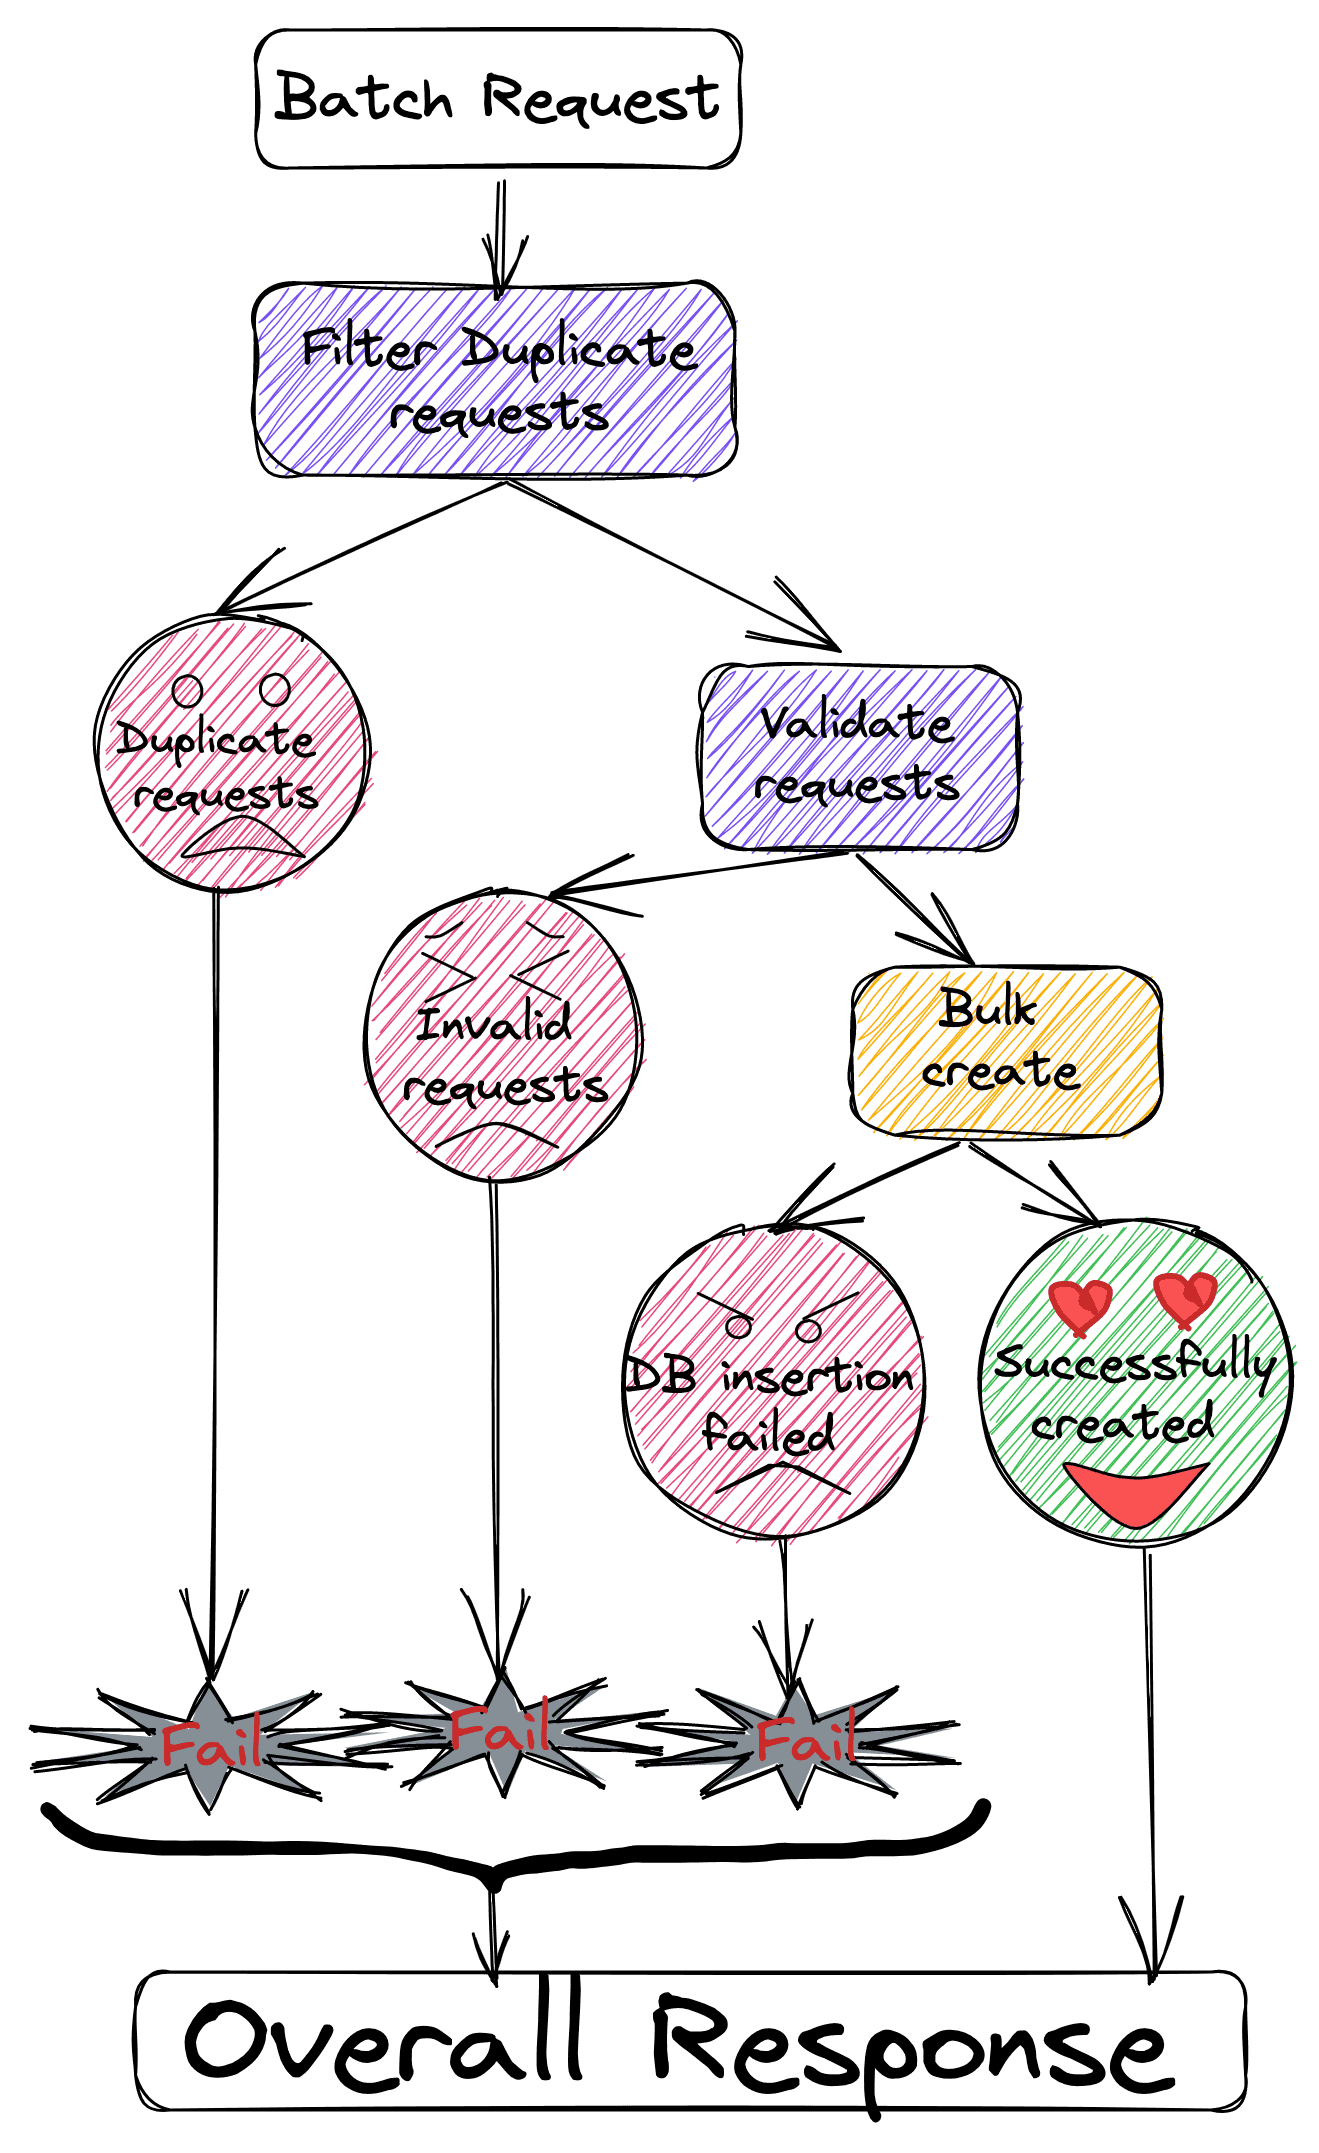 Batch Request
Filter Duplicate
requests
Duplicate
requests
Validate
requests
Invalid
requests
Bulk
create
DB insertion
failed
Successfully
created
Fail
Fail
Fail
Overall Response